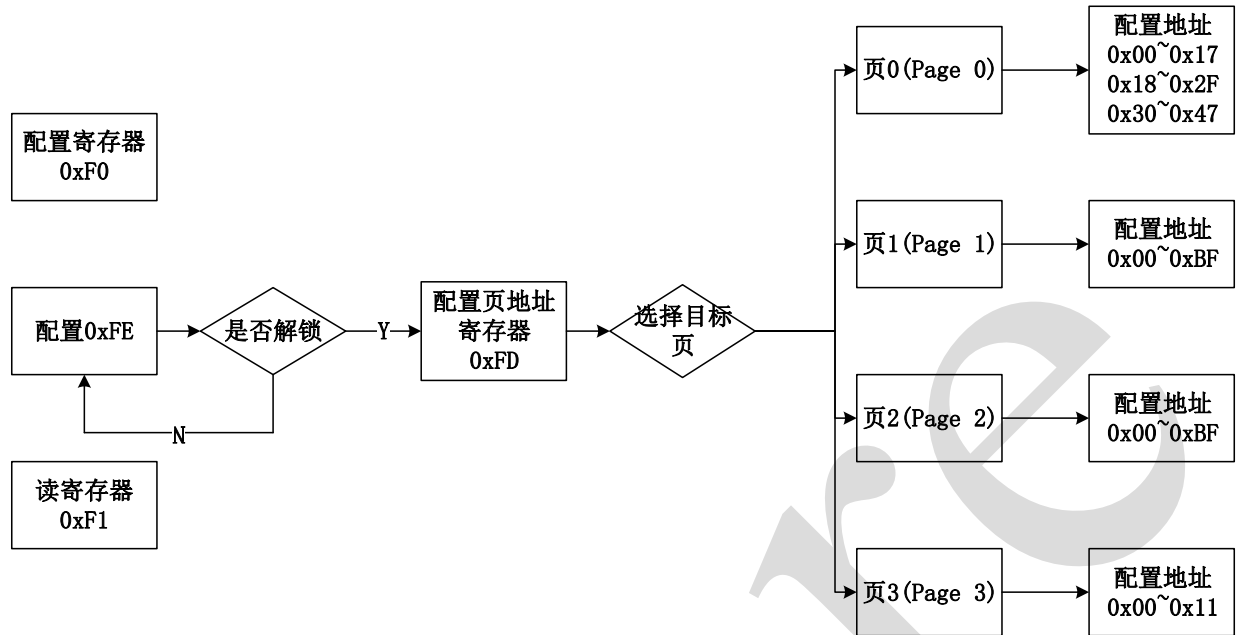 配置寄存器
0xF0
配置0xFE
是否解锁
Y
N
读寄存器
0xF1
配置页地址
寄存器
0xFD
选择目标
页
页0(Page 0)
配置地址
0x00~0x17
0x18~0x2F
0x30~0x47
页1(Page 1)
配置地址
0x00~0xBF
页2(Page 2)
配置地址
0x00~0xBF
页3(Page 3)
配置地址
0x00~0x11
re